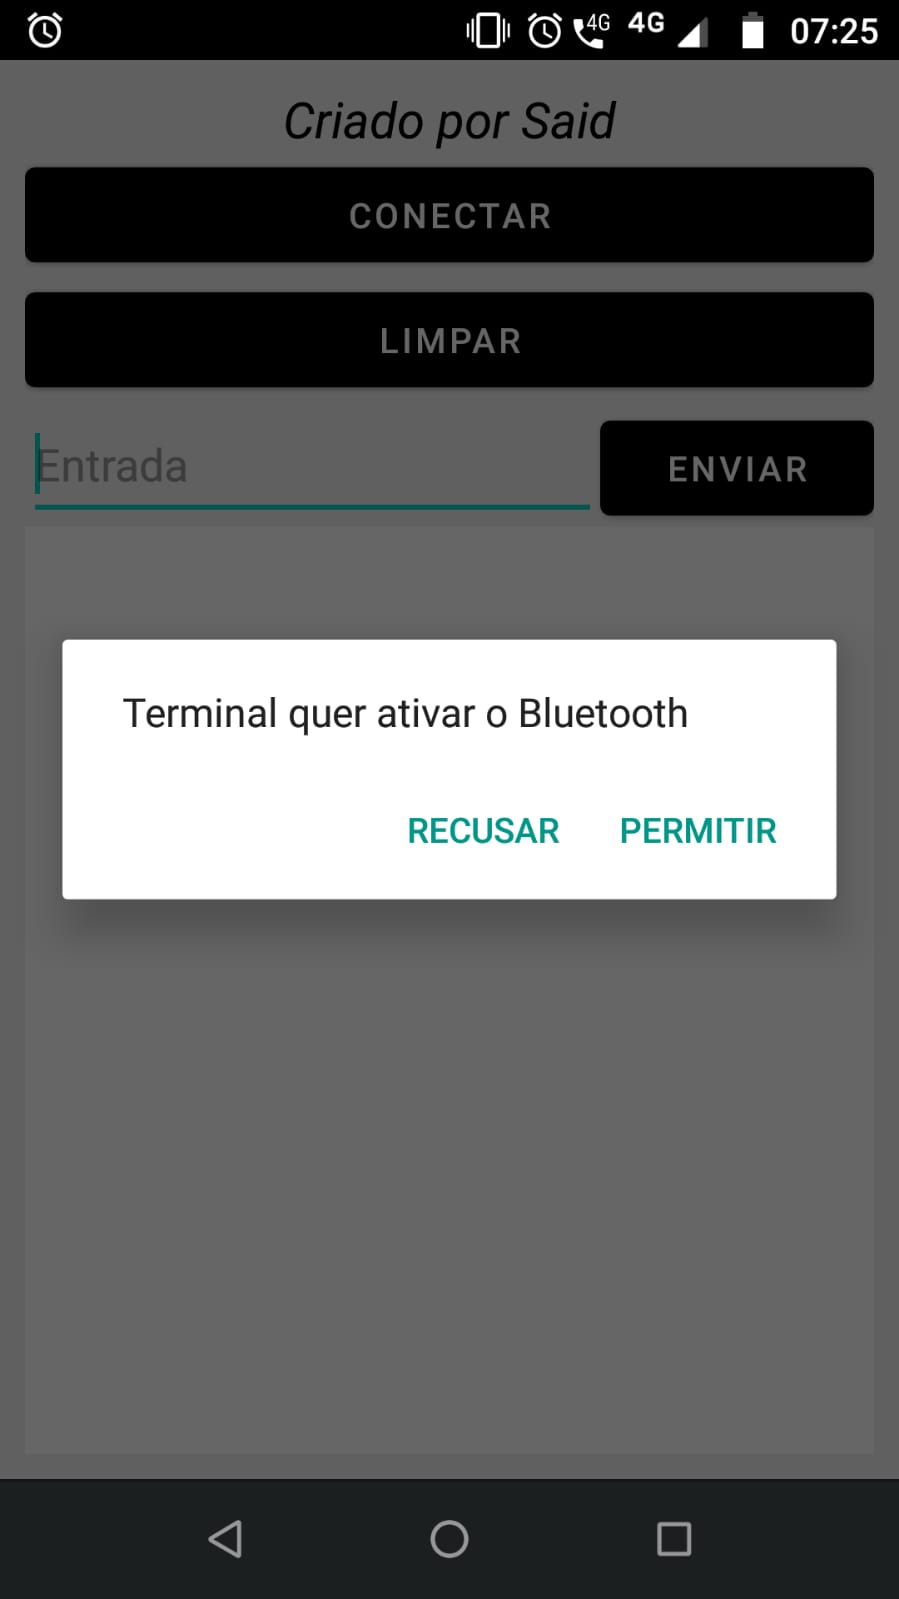 4G 4G 07:25
Criado por Said
CONECTAR
LIMPAR
Entrada ENVIAR
Terminal quer ativar o Bluetooth
RECUSAR PERMITIR